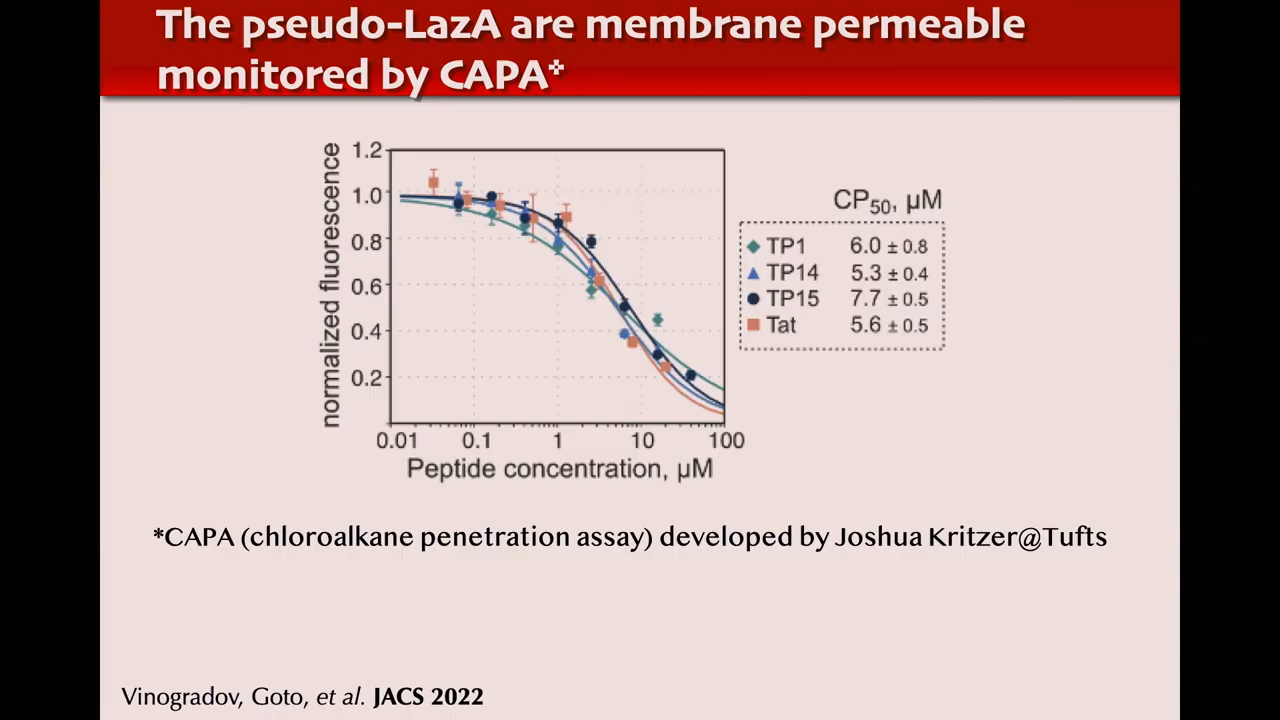 The pseudo-LazA are membrane permeable
monitored by CAPA*
normalized fluorescence
1.2
1.0
0.8
0.6
0.4
0.2
0.01 0.1 1 10 100
Peptide concentration, µM
CP50, µM
TP1 6.0 ± 0.8
TP14 5.3 ± 0.4
TP15 7.7 ± 0.5
Tat 5.6 ± 0.5
*CAPA (chloroalkane penetration assay) developed by Joshua Kritzer@Tufts
Vinogradov, Goto, et al. JACS 2022